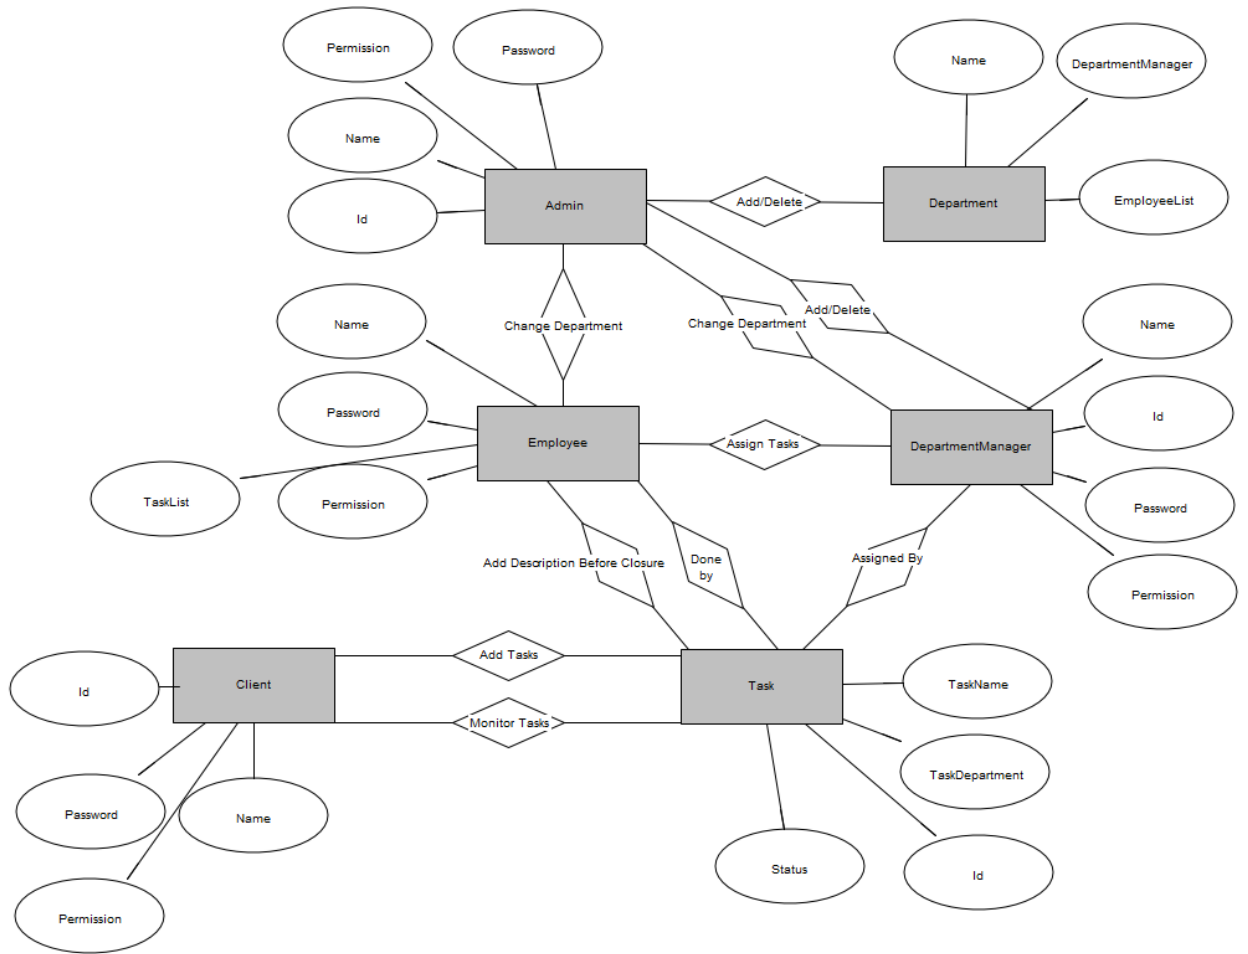 Permission
Password
Name
DepartmentManager
Name
Id
Admin
Add/Delete
Department
EmployeeList
Name
Change Department
Change Department
Add/Delete
Name
Password
Employee
Assign Tasks
DepartmentManager
Id
TaskList
Permission
Password
Add Description Before Closure
Done
by
Assigned By
Permission
Id
Client
Add Tasks
Task
TaskName
Monitor Tasks
TaskDepartment
Password
Name
Status
Id
Permission